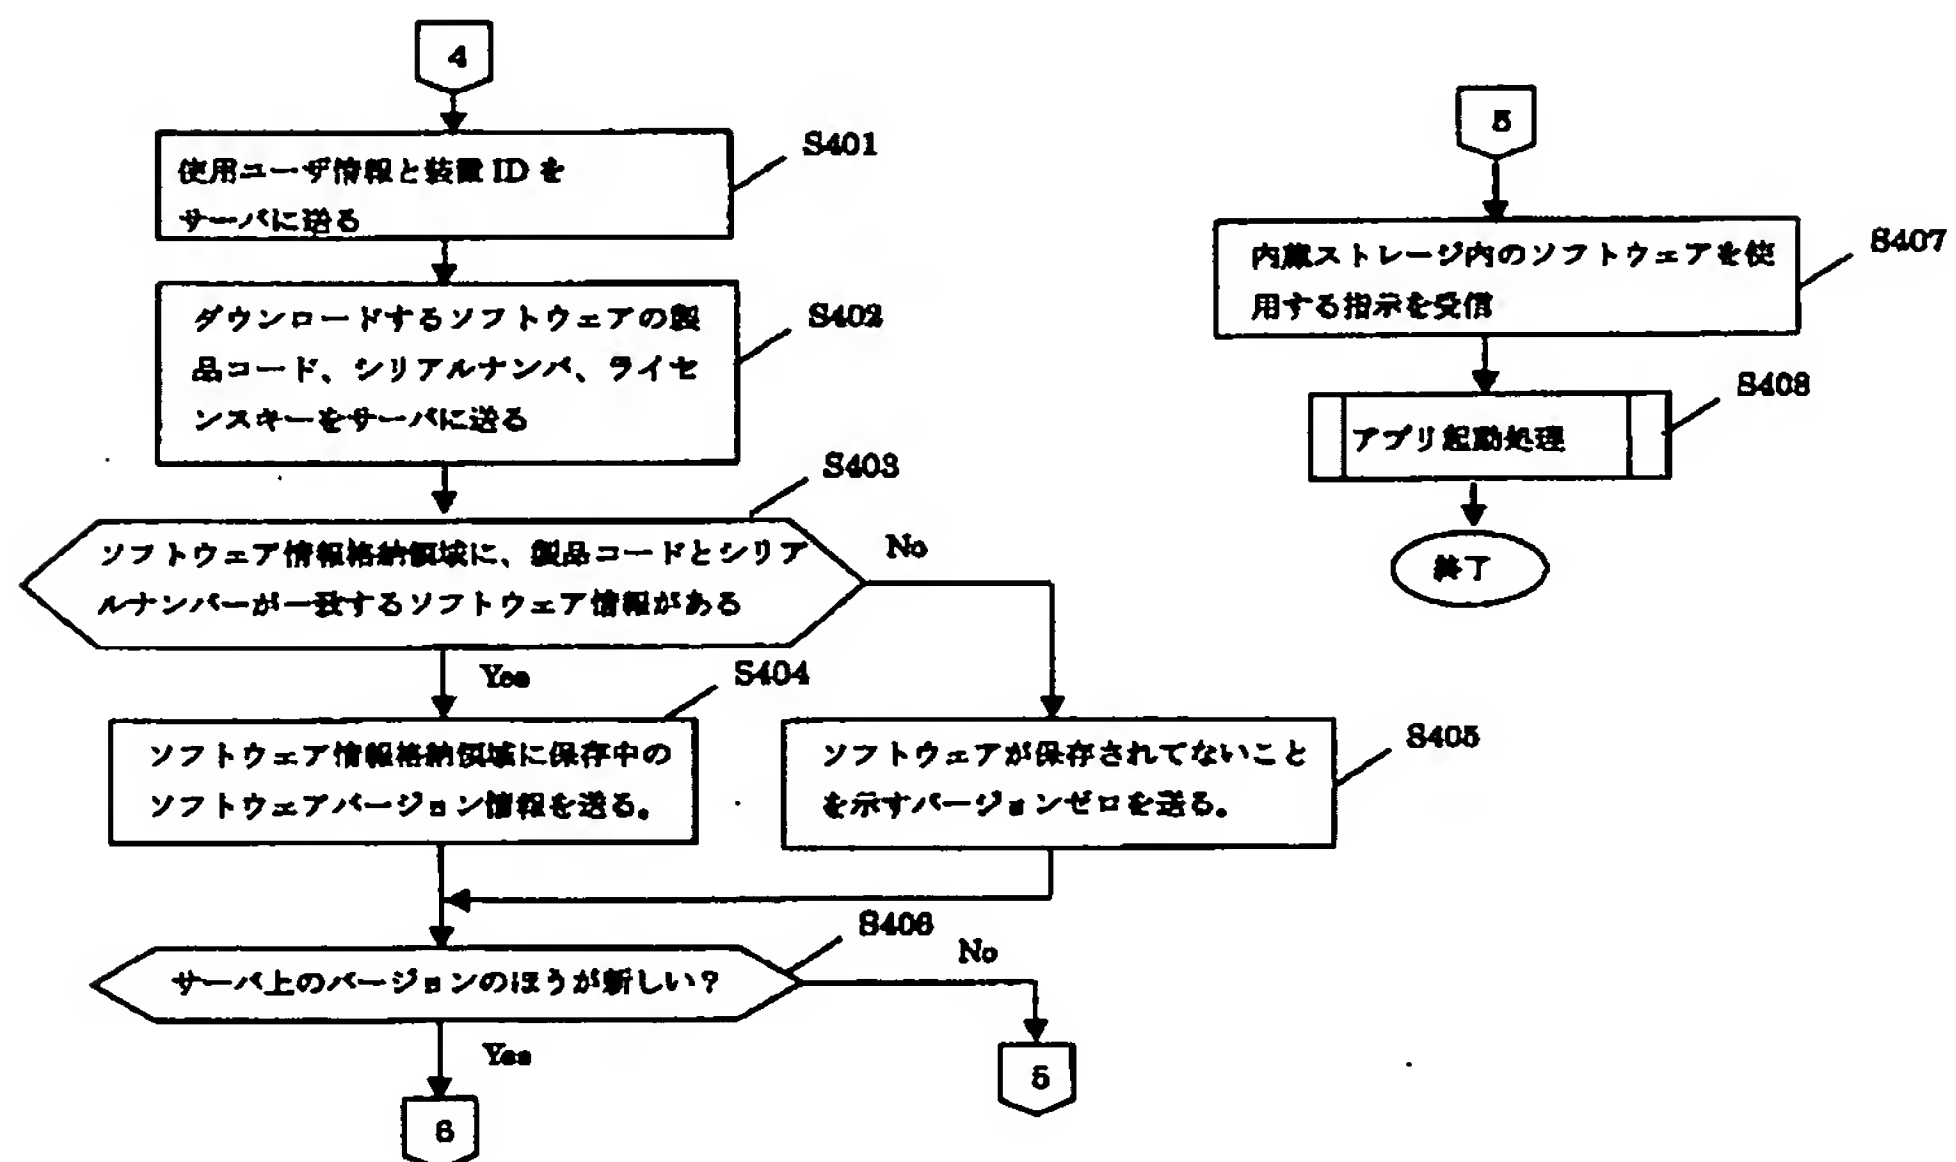 4
S401
使用ユーザ情報と装置 ID を
サーバに送る
S402
ダウンロードするソフトウェアの製
品コード、シリアルナンバ、ライセ
ンスキーをサーバに送る
S403
ソフトウェア情報格納領域に、製品コードとシリア
ルナンバーが一致するソフトウェア情報がある
No
Yes
S404
ソフトウェア情報格納領域に保存中の
ソフトウェアバージョン情報を送る。
S405
ソフトウェアが保存されてないこと
を示すバージョンゼロを送る。
S406
サーバ上のバージョンのほうが新しい?
No
Yes
5
6
5
S407
内蔵ストレージ内のソフトウェアを使
用する指示を受信
S408
アプリ起動処理
終了